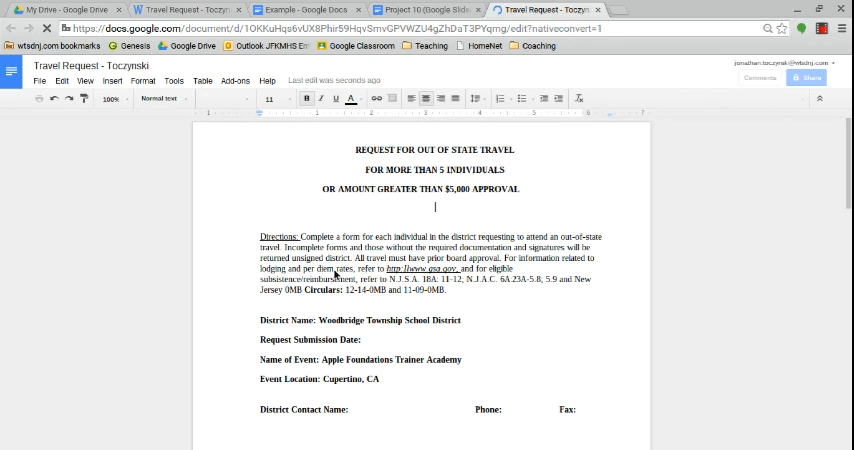 My Drive - Google Drive
Travel Request - Toczyn
Example - Google Docs
Project 10 (Google Slide
Travel Request - Toczyn
https://docs.google.com/document/d/1OKKuHqs6vUX8Phir59HqvSmvGPVWZU4gZhDaT3PYqmg/edit?nativeconvert=1
wtsdnj.com bookmarks Genesis Google Drive Outlook JFKMHS Em Google Classroom Teaching HomeNet Coaching
Travel Request - Toczynski
jonathan.toczynski@wtsdnj.com
File Edit View Insert Format Tools Table Add-ons Help Last edit was seconds ago
Comments Share
100% Normal text 11 B I U A
1 1 2 3 4 5 6 7
REQUEST FOR OUT OF STATE TRAVEL
FOR MORE THAN 5 INDIVIDUALS
OR AMOUNT GREATER THAN $5,000 APPROVAL
Directions: Complete a form for each individual in the district requesting to attend an out-of-state
travel. Incomplete forms and those without the required documentation and signatures will be
returned unsigned district. All travel must have prior board approval. For information related to
lodging and per diem rates, refer to http:llwww.gsa.gov, and for eligible
subsistence/reimbursement, refer to N.J.S.A. 18A: 11-12, N.J.A.C. 6A:23A-5.8; 5.9 and New
Jersey 0MB Circulars: 12-14-0MB and 11-09-0MB.
District Name: Woodbridge Township School District
Request Submission Date:
Name of Event: Apple Foundations Trainer Academy
Event Location: Cupertino, CA
District Contact Name: Phone: Fax: